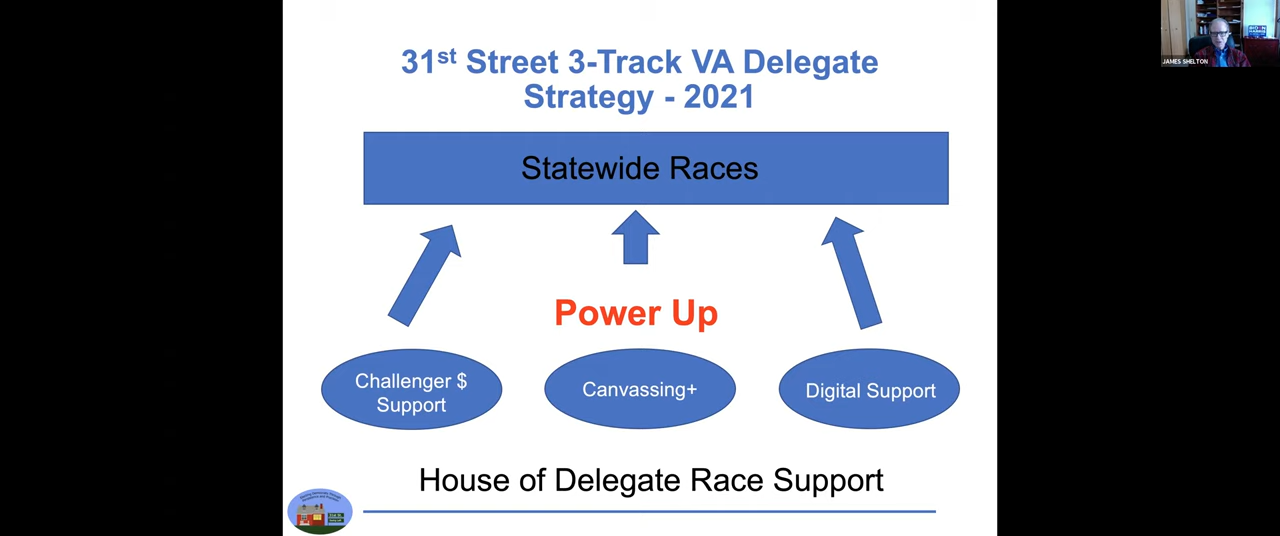 31st Street 3-Track VA Delegate
Strategy - 2021
Statewide Races
Power Up
Challenger $
Support
Canvassing+
Digital Support
House of Delegate Race Support
JAMES SHELTON